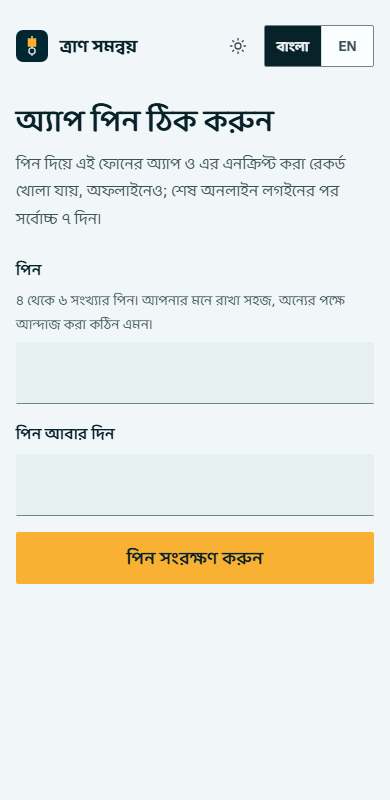 ত্রাণ সমন্বয়
বাংলা
EN
অ্যাপ পিন ঠিক করুন
পিন দিয়ে এই ফোনের অ্যাপ ও এর এনক্রিপ্ট করা রেকর্ড
খোলা যায়, অফলাইনেও; শেষ অনলাইন লগইনের পর
সর্বোচ্চ ৭ দিন।
পিন
৪ থেকে ৬ সংখ্যার পিন। আপনার মনে রাখা সহজ, অন্যের পক্ষে
আন্দাজ করা কঠিন এমন।
পিন আবার দিন
পিন সংরক্ষণ করুন